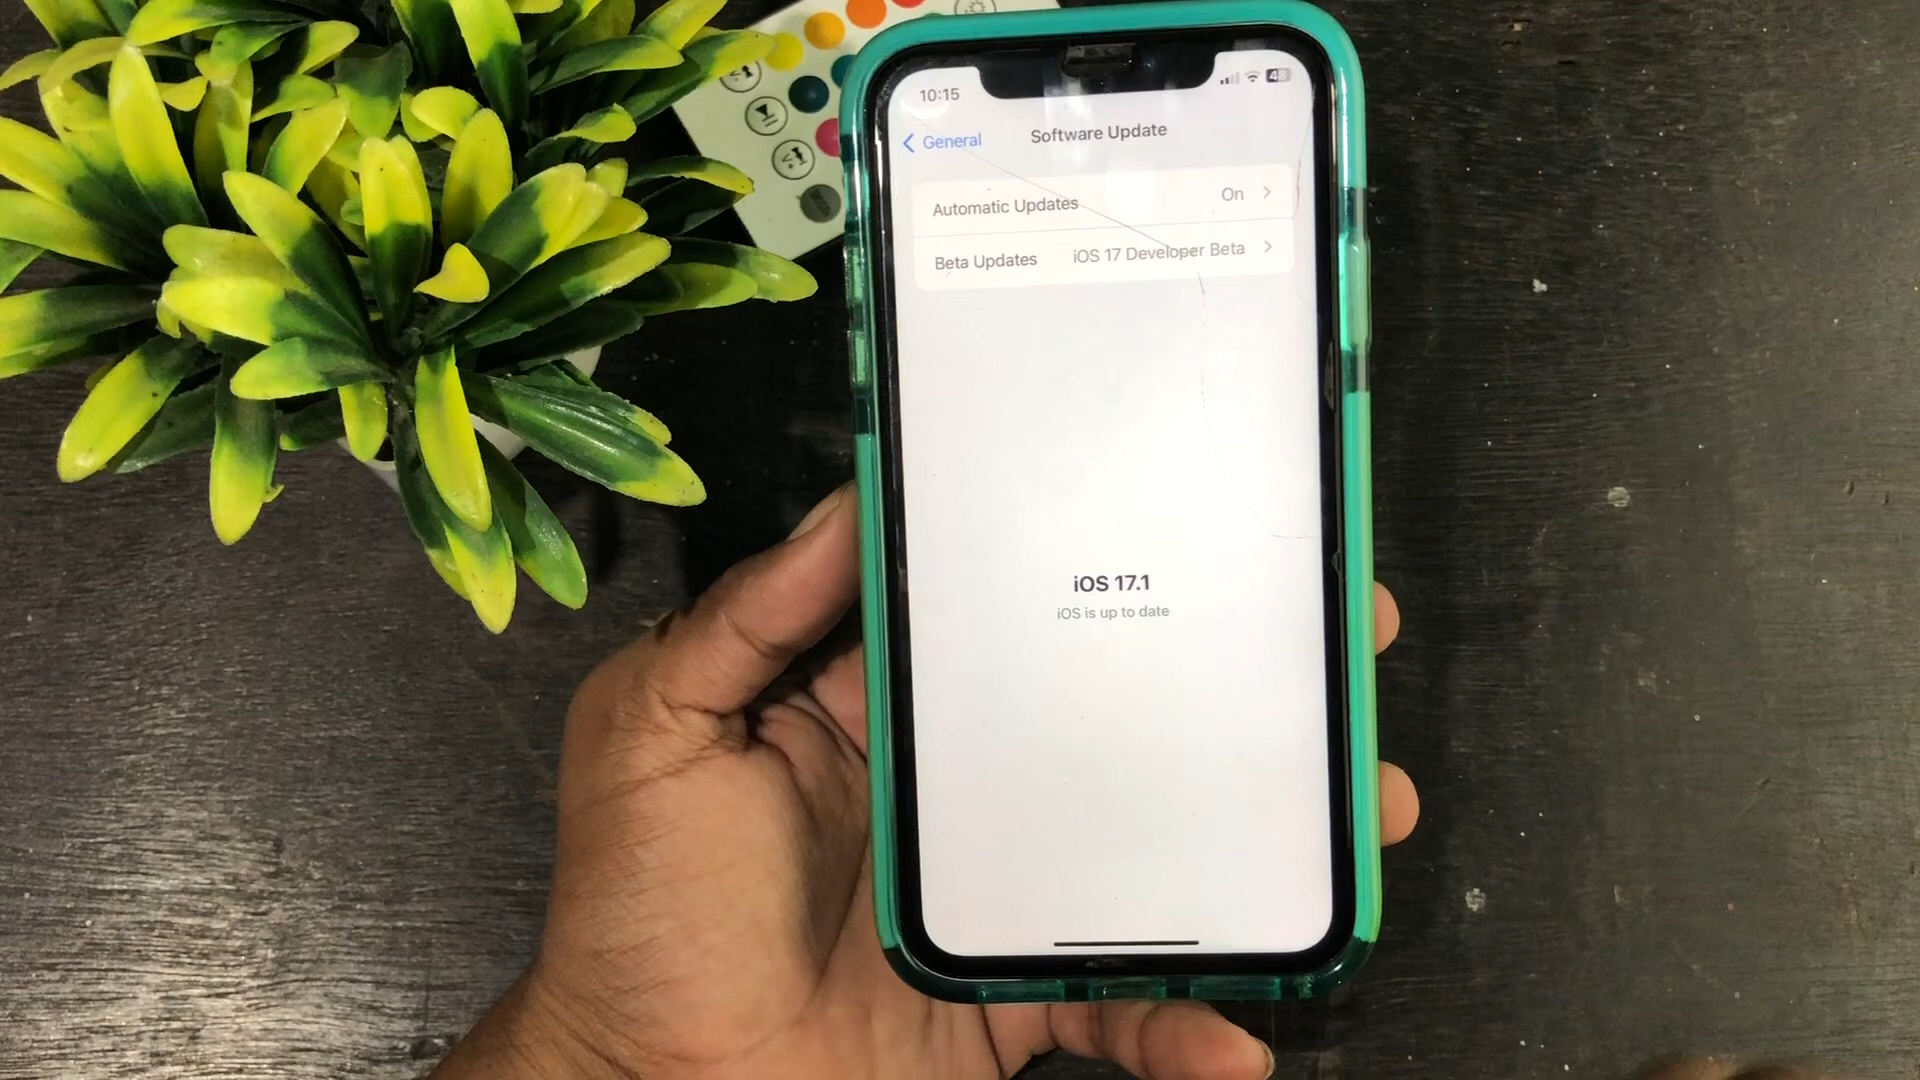 10:15
48
General
Software Update
Automatic Updates On
Beta Updates iOS 17 Developer Beta
iOS 17.1
iOS is up to date